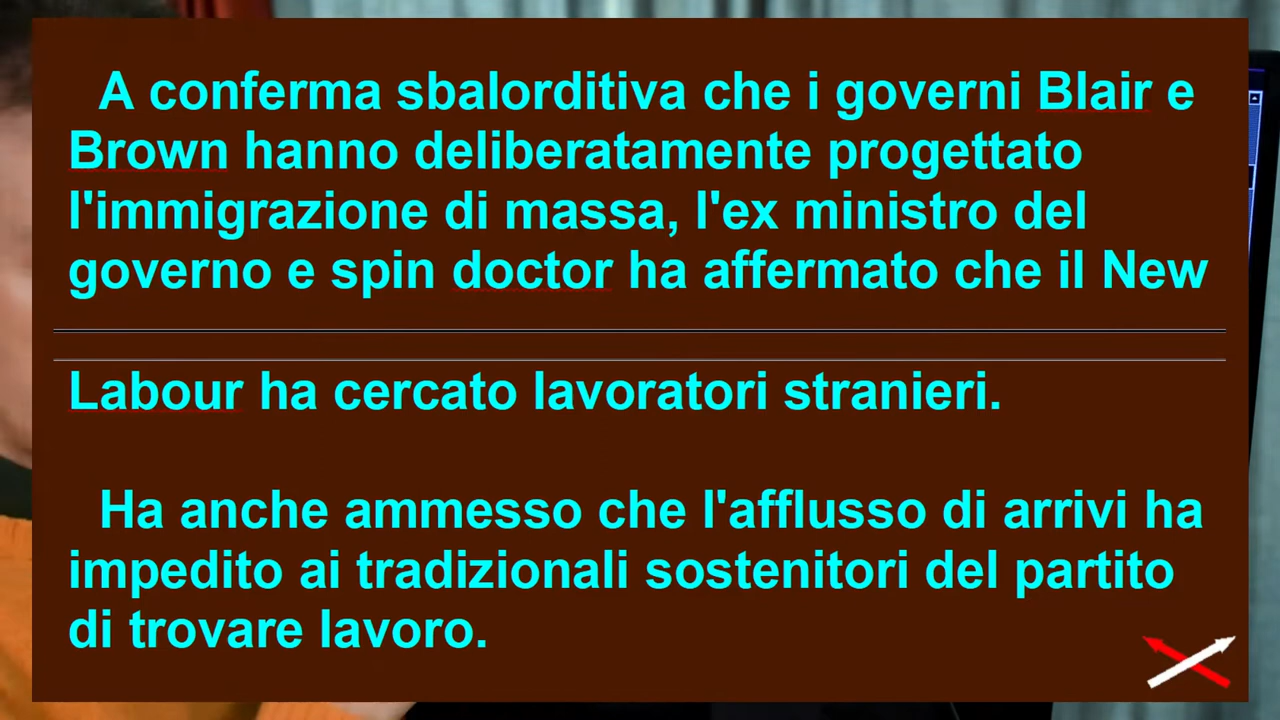 A conferma sbalorditiva che i governi Blair e
Brown hanno deliberatamente progettato
l'immigrazione di massa, l'ex ministro del
governo e spin doctor ha affermato che il New
Labour ha cercato lavoratori stranieri.
Ha anche ammesso che l'afflusso di arrivi ha
impedito ai tradizionali sostenitori del partito
di trovare lavoro.